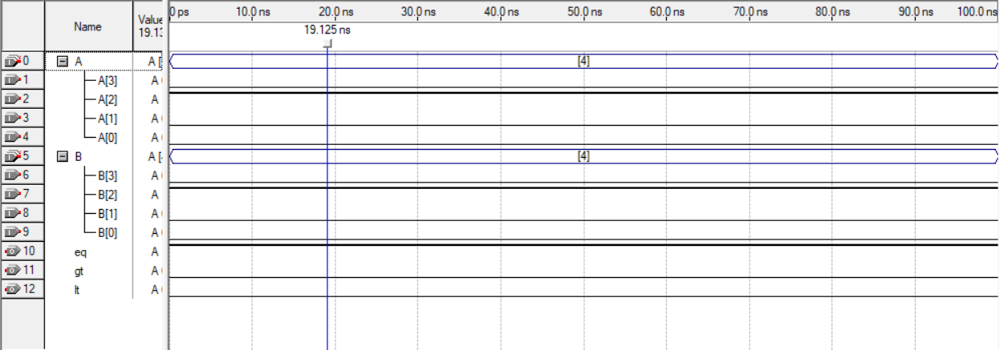 Name
Value
19.13
0 ps
10.0 ns
20.0 ns
30.0 ns
40.0 ns
50.0 ns
60.0 ns
70.0 ns
80.0 ns
90.0 ns
100.0 ns
19.125 ns
0 A A [ [4]
1 A[3] A
2 A[2] A
3 A[1] A
4 A[0] A
5 B A [ [4]
6 B[3] A
7 B[2] A
8 B[1] A
9 B[0] A
10 eq A
11 gt A
12 lt A